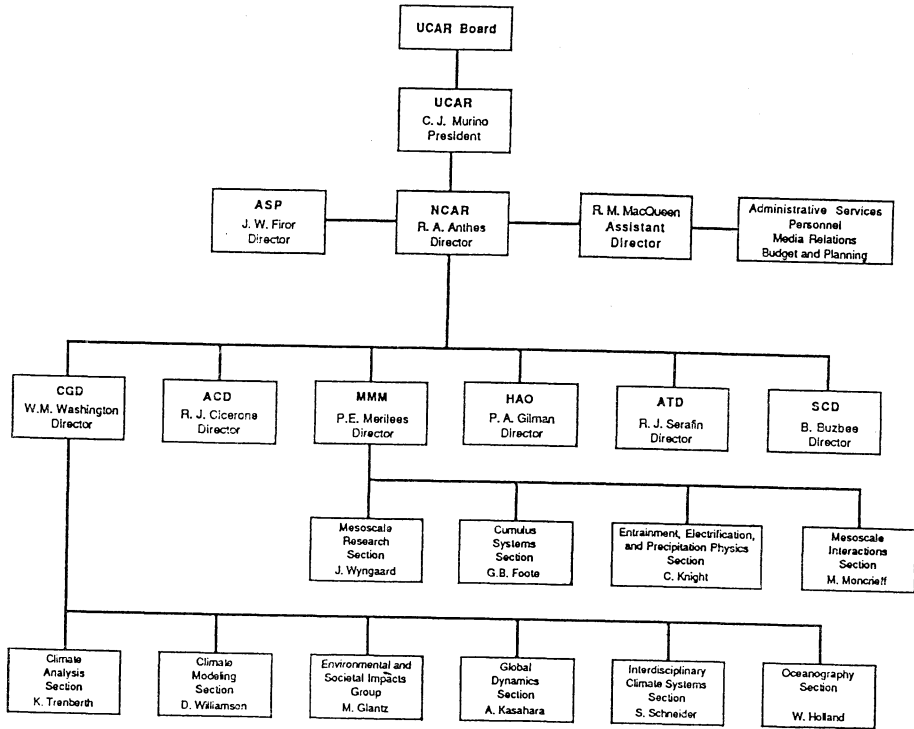 UCAR Board
UCAR
C. J. Murino
President
ASP
J. W. Firor
Director
NCAR
R. A. Anthes
Director
R. M. MacQueen
Assistant
Director
Administrative Services
Personnel
Media Relations
Budget and Planning
CGD
W.M. Washington
Director
ACD
R. J. Cicerone
Director
MMM
P.E. Merilees
Director
HAO
P. A. Gilman
Director
ATD
R. J. Serafin
Director
SCD
B. Buzbee
Director
Mesoscale
Research
Section
J. Wyngaard
Cumulus
Systems
Section
G.B. Foote
Entrainment, Electrification,
and Precipitation Physics
Section
C. Knight
Mesoscale
Interactions
Section
M. Moncrieff
Climate
Analysis
Section
K. Trenberth
Climate
Modeling
Section
D. Williamson
Environmental and
Societal Impacts
Group
M. Glantz
Global
Dynamics
Section
A. Kasahara
Interdisciplinary
Climate Systems
Section
S. Schneider
Oceanography
Section
W. Holland